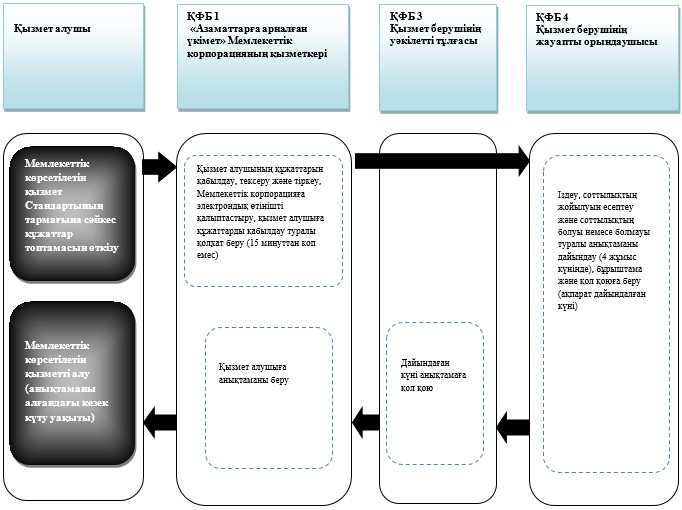 Қызмет алушы
ҚФБ 1
«Азаматтарға арналған
үкімет» Мемлекеттік
корпорацияның қызметкері
ҚФБ 3
Қызмет берушінің
уәкілетті тұлғасы
ҚФБ 4
Қызмет берушінің
жауапты орындаушысы
Мемлекеттік
көрсетілетін
қызмет
Стандартының
тармағына сәйкес
құжаттар
топтамасын өткізу
Қызмет алушының құжаттарын
қабылдау, тексеру және тіркеу,
Мемлекеттік корпорацияға
электрондық өтінішті
қалыптастыру, қызмет алушыға
құжаттарды қабылдау туралы
қолхат беру (15 минуттан көп
емес)
Іздеу, соттылықтың
жойылуын есептеу
және соттылықтың
болуы немесе болмауы
туралы анықтаманы
дайындау (4 жұмыс
күнінде), бұрыштама
және қол қоюға беру
(ақпарат дайындалған
күні)
Мемлекеттік
көрсетілетін
қызметті алу
(анықтаманы
алғандағы кезек
күту уақыты)
Қызмет алушыға
анықтаманы беру
Дайындаған
күні анықтамаға
қол қою